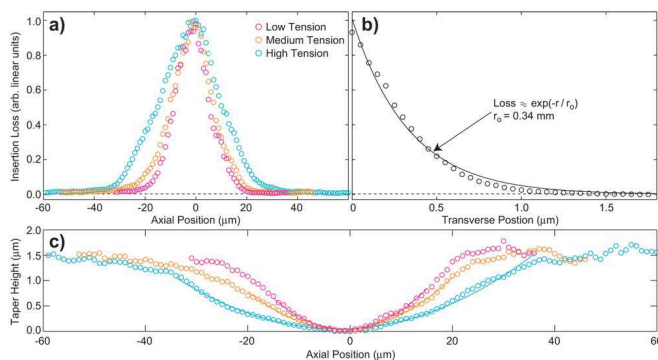 a)
Low Tension
Medium Tension
High Tension
Insertion Loss (arb. linear units)
1.0
0.8
0.6
0.4
0.2
0.0
-60 -40 -20 0 20 40
Axial Position (μm)
b)
Loss ≈ exp(-r / ro)
ro = 0.34 mm
0 0.5 1.0 1.5
Transverse Postion (μm)
c)
Taper Height (μm)
2.0
1.5
1.0
0.5
0.0
-60 -40 -20 0 20 40 60
Axial Position (μm)